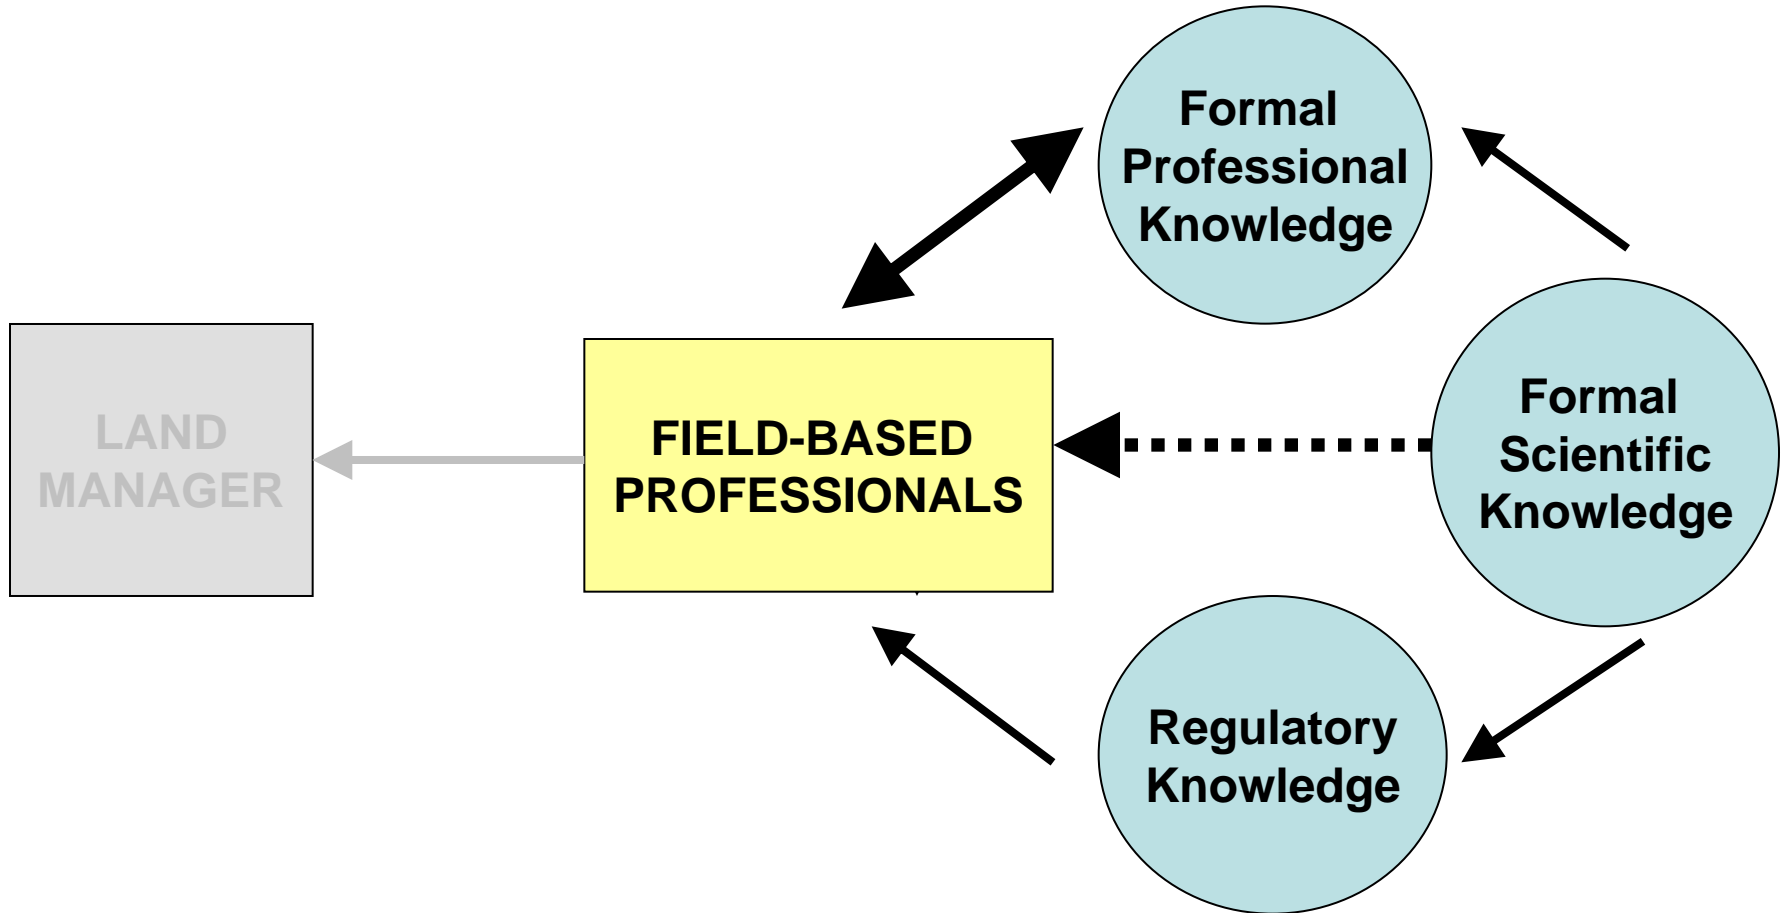 Formal
Professional
Knowledge
LAND
MANAGER
FIELD-BASED
PROFESSIONALS
Formal
Scientific
Knowledge
Regulatory
Knowledge